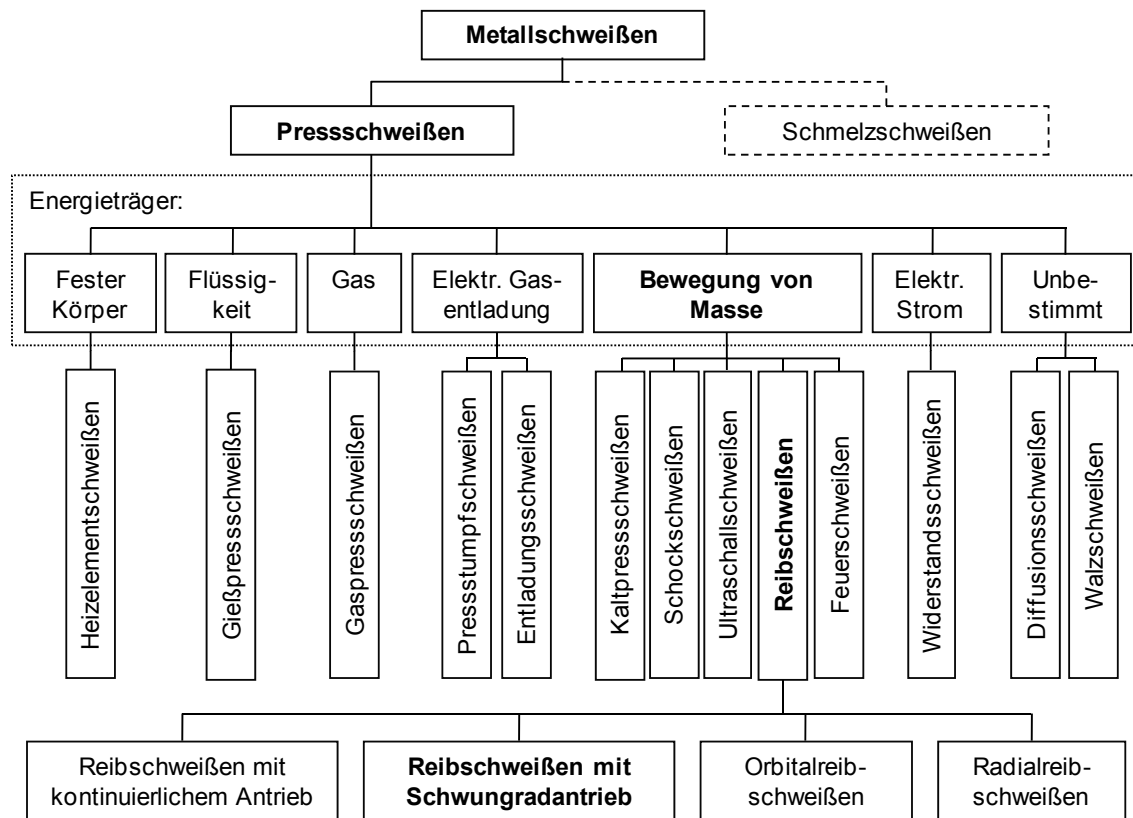 Metallschweißen
Pressschweißen
Schmelzschweißen
Energieträger:
Fester
Körper
Flüssig-
keit
Gas
Elektr. Gas-
entladung
Bewegung von
Masse
Elektr.
Strom
Unbe-
stimmt
Heizelementschweißen
Gießpressschweißen
Gaspressschweißen
Pressstumpfschweißen
Entladungsschweißen
Kaltpressschweißen
Schockschweißen
Ultraschallschweißen
Reibschweißen
Feuerschweißen
Widerstandsschweißen
Diffusionsschweißen
Walzschweißen
Reibschweißen mit
kontinuierlichem Antrieb
Reibschweißen mit
Schwungradantrieb
Orbitalreib-
schweißen
Radialreib-
schweißen